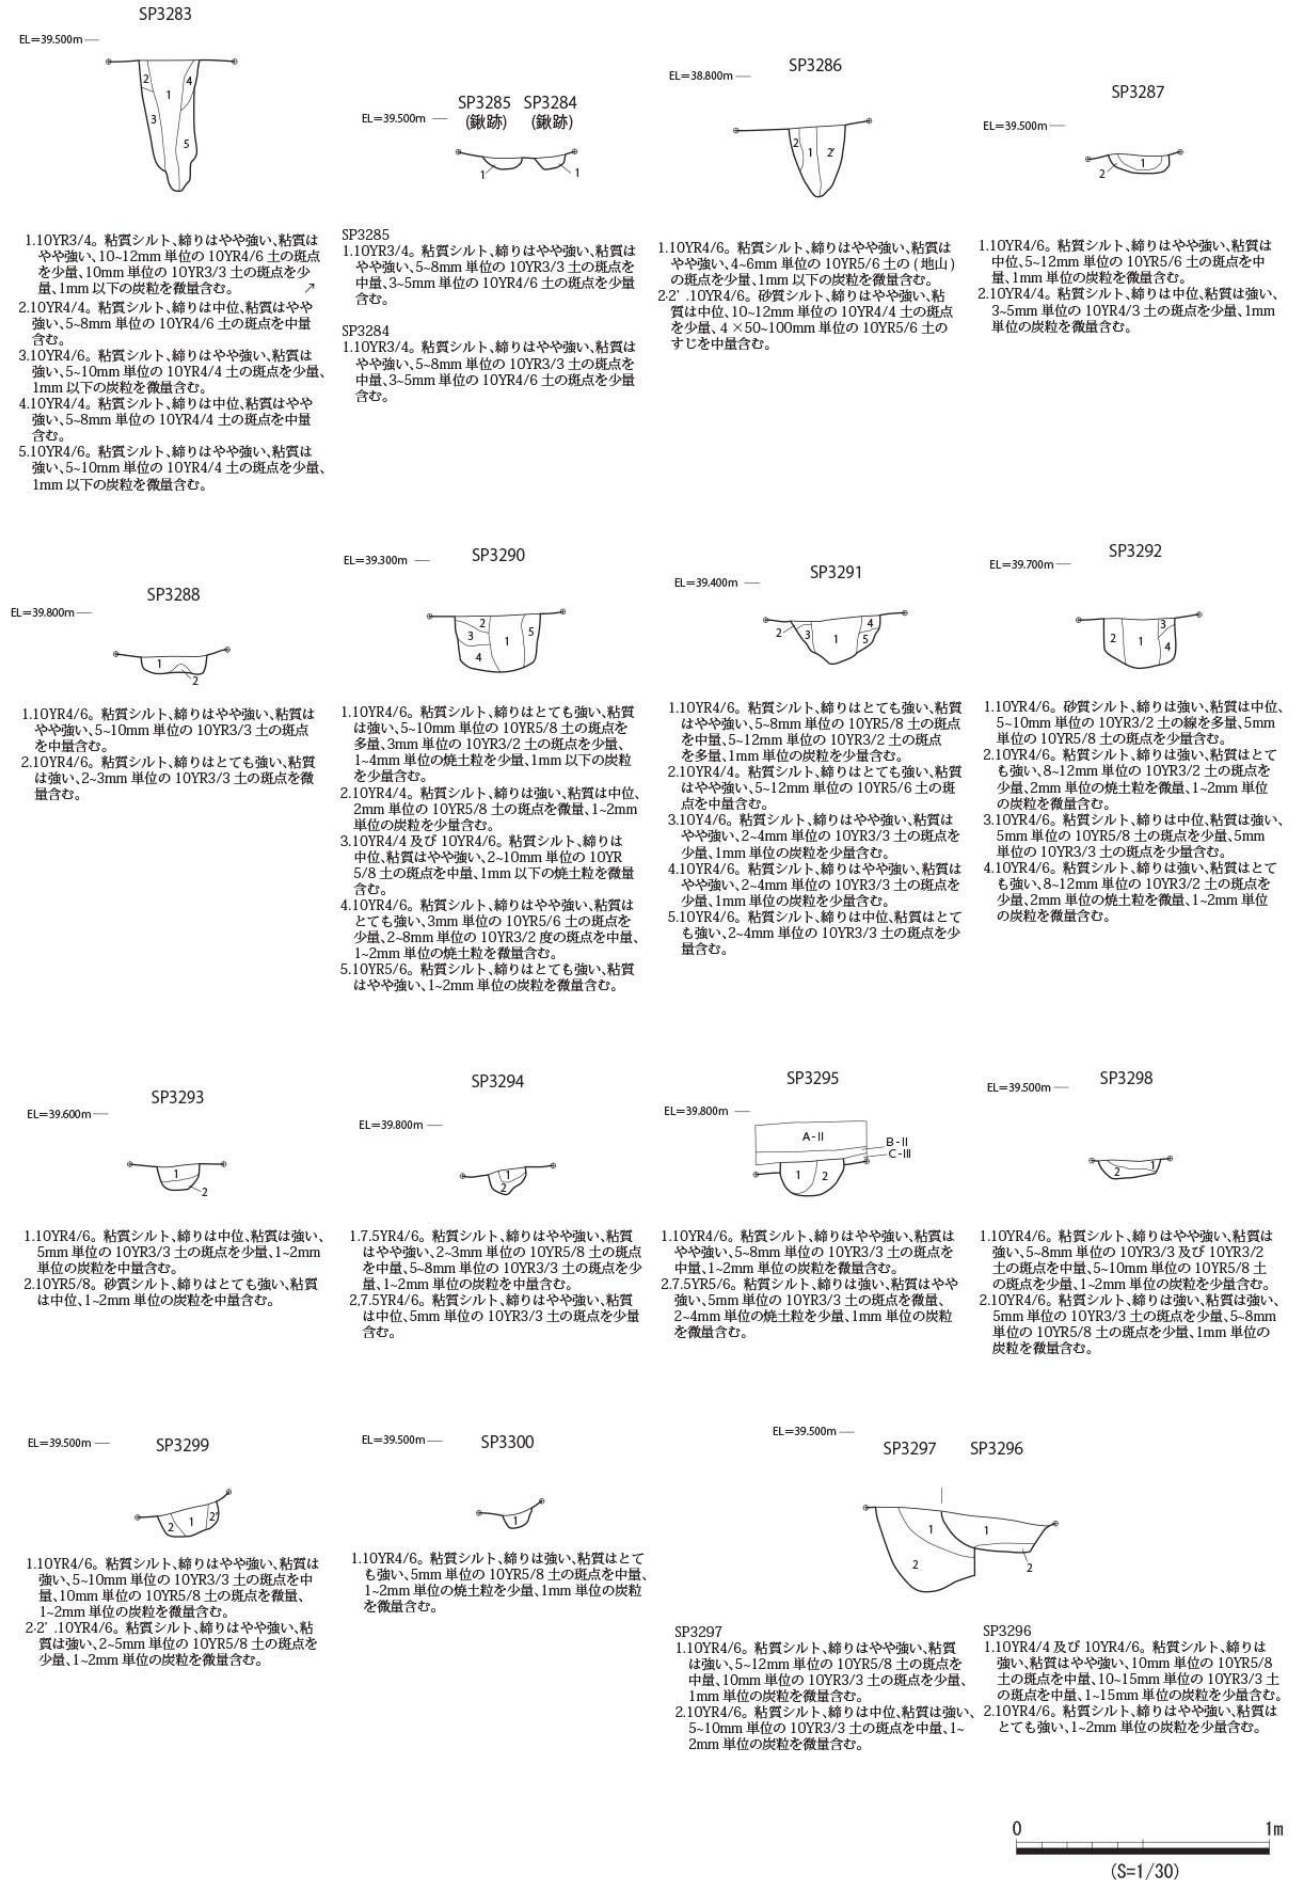 SP3283
EL=39.500m
2
4
1
3
5
1.10YR3/4。粘質シルト、締りはやや強い、粘質は
やや強い、10~12mm 単位の 10YR4/6 土の斑点
を少量、10mm 単位の 10YR3/3 土の斑点を少
量、1mm 以下の炭粒を微量含む。 ↗
2.10YR4/4。粘質シルト、締りは中位、粘質はやや
強い、5~8mm 単位の 10YR4/6 土の斑点を中量
含む。
3.10YR4/6。粘質シルト、締りはやや強い、粘質は
強い、5~10mm 単位の 10YR4/4 土の斑点を少量、
1mm 以下の炭粒を微量含む。
4.10YR4/4。粘質シルト、締りは中位、粘質はやや
強い、5~8mm 単位の 10YR4/4 土の斑点を中量
含む。
5.10YR4/6。粘質シルト、締りはやや強い、粘質は
強い、5~10mm 単位の 10YR4/4 土の斑点を少量、
1mm 以下の炭粒を微量含む。
SP3285 SP3284
EL=39.500m (鍬跡) (鍬跡)
1 1
SP3285
1.10YR3/4。粘質シルト、締りはやや強い、粘質は
やや強い、5~8mm 単位の 10YR3/3 土の斑点を
中量、3~5mm 単位の 10YR4/6 土の斑点を少量
含む。
SP3284
1.10YR3/4。粘質シルト、締りはやや強い、粘質は
やや強い、5~8mm 単位の 10YR3/3 土の斑点を
中量、3~5mm 単位の 10YR4/6 土の斑点を少量
含む。
SP3286
EL=38.800m
2 1 2'
1.10YR4/6。粘質シルト、締りはやや強い、粘質は
やや強い、4~6mm 単位の 10YR5/6 土の ( 地山 )
の斑点を少量、1mm 以下の炭粒を微量含む。
2·2' .10YR4/6。砂質シルト、締りはやや強い、粘
質は中位、10~12mm 単位の 10YR4/4 土の斑点
を少量、4 ×50~100mm 単位の 10YR5/6 土の
すじを中量含む。
SP3287
EL=39.500m
1
2
1.10YR4/6。粘質シルト、締りはやや強い、粘質は
中位、5~12mm 単位の 10YR5/6 土の斑点を中
量、1mm 単位の炭粒を微量含む。
2.10YR4/4。粘質シルト、締りは中位、粘質は強い、
3~5mm 単位の 10YR4/3 土の斑点を少量、1mm
単位の炭粒を微量含む。
SP3288
EL=39.800m
1
2
1.10YR4/6。粘質シルト、締りはやや強い、粘質は
やや強い、5~10mm 単位の 10YR3/3 土の斑点
を中量含む。
2.10YR4/6。粘質シルト、締りはとても強い、粘質
は強い、2~3mm 単位の 10YR3/3 土の斑点を微
量含む。
EL=39.300m SP3290
2
3 1 5
4
1.10YR4/6。粘質シルト、締りはとても強い、粘質
は強い、5~10mm 単位の 10YR5/8 土の斑点を
多量、3mm 単位の 10YR3/2 土の斑点を少量、
1~4mm 単位の焼土粒を少量、1mm 以下の炭粒
を少量含む。
2.10YR4/4。粘質シルト、締りは強い、粘質は中位、
2mm 単位の 10YR5/8 土の斑点を微量、1~2mm
単位の炭粒を少量含む。
3.10YR4/4 及び 10YR4/6。粘質シルト、締りは
中位、粘質はやや強い、2~10mm 単位の 10YR
5/8 土の斑点を中量、1mm 以下の焼土粒を微量
含む。
4.10YR4/6。粘質シルト、締りはやや強い、粘質は
とても強い、3mm 単位の 10YR5/6 土の斑点を
少量、2~8mm 単位の 10YR3/2 度の斑点を中量、
1~2mm 単位の焼土粒を微量含む。
5.10YR5/6。粘質シルト、締りはとても強い、粘質
はやや強い、1~2mm 単位の炭粒を微量含む。
SP3291
EL=39.400m
2 3 1 4
5
1.10YR4/6。粘質シルト、締りはとても強い、粘質
はやや強い、5~8mm 単位の 10YR5/8 土の斑点
を中量、5~12mm 単位の 10YR3/2 土の斑点
を多量、1mm 単位の炭粒を少量含む。
2.10YR4/4。粘質シルト、締りはとても強い、粘質
はやや強い、5~12mm 単位の 10YR5/6 土の斑
点を中量含む。
3.10Y4/6。粘質シルト、締りはやや強い、粘質は
やや強い、2~4mm 単位の 10YR3/3 土の斑点を
少量、1mm 単位の炭粒を少量含む。
4.10YR4/6。粘質シルト、締りはやや強い、粘質は
やや強い、2~4mm 単位の 10YR3/3 土の斑点を
少量、1mm 単位の炭粒を少量含む。
5.10YR4/6。粘質シルト、締りは中位、粘質はとて
も強い、2~4mm 単位の 10YR3/3 土の斑点を少
量含む。
SP3292
EL=39.700m
2 1 3
4
1.10YR4/6。砂質シルト、締りは強い、粘質は中位、
5~10mm 単位の 10YR3/2 土の線を多量、5mm
単位の 10YR5/8 土の斑点を少量含む。
2.10YR4/6。粘質シルト、締りは強い、粘質はとて
も強い、8~12mm 単位の 10YR3/2 土の斑点を
少量、2mm 単位の焼土粒を微量、1~2mm 単位
の炭粒を微量含む。
3.10YR4/6。粘質シルト、締りは中位、粘質は強い、
5mm 単位の 10YR5/8 土の斑点を少量、5mm
単位の 10YR3/3 土の斑点を少量含む。
4.10YR4/6。粘質シルト、締りは強い、粘質はとて
も強い、8~12mm 単位の 10YR3/2 土の斑点を
少量、2mm 単位の焼土粒を微量、1~2mm 単位
の炭粒を微量含む。
SP3293
EL=39.600m
1
2
1.10YR4/6。粘質シルト、締りは中位、粘質は強い、
5mm 単位の 10YR3/3 土の斑点を少量、1~2mm
単位の炭粒を中量含む。
2.10YR5/8。砂質シルト、締りはとても強い、粘質
は中位、1~2mm 単位の炭粒を中量含む。
SP3294
EL=39.800m
1
2
1.7.5YR4/6。粘質シルト、締りはやや強い、粘質
はやや強い、2~3mm 単位の 10YR5/8 土の斑点
を中量、5~8mm 単位の 10YR3/3 土の斑点を少
量、1~2mm 単位の炭粒を中量含む。
2,7.5YR4/6。粘質シルト、締りはやや強い、粘質
は中位、5mm 単位の 10YR3/3 土の斑点を少量
含む。
SP3295
EL=39.800m
A-II
B-II
C-III
1 2
1.10YR4/6。粘質シルト、締りはやや強い、粘質は
やや強い、5~8mm 単位の 10YR3/3 土の斑点を
中量、1~2mm 単位の炭粒を微量含む。
2.7.5YR5/6。粘質シルト、締りは強い、粘質はやや
強い、5mm 単位の 10YR3/3 土の斑点を微量、
2~4mm 単位の焼土粒を少量、1mm 単位の炭粒
を微量含む。
SP3298
EL=39.500m
2 1
1.10YR4/6。粘質シルト、締りはやや強い、粘質は
強い、5~8mm 単位の 10YR3/3 及び 10YR3/2
土の斑点を中量、5~10mm 単位の 10YR5/8 土
の斑点を少量、1~2mm 単位の炭粒を少量含む。
2.10YR4/6。粘質シルト、締りは強い、粘質は強い、
5mm 単位の 10YR3/3 土の斑点を少量、5~8mm
単位の 10YR5/8 土の斑点を少量、1mm 単位の
炭粒を微量含む。
EL=39.500m SP3299
2 1 2'
1.10YR4/6。粘質シルト、締りはやや強い、粘質は
強い、5~10mm 単位の 10YR3/3 土の斑点を中
量、10mm 単位の 10YR5/8 土の斑点を微量、
1~2mm 単位の炭粒を微量含む。
2·2' .10YR4/6。粘質シルト、締りはやや強い、粘
質は強い、2~5mm 単位の 10YR5/8 土の斑点を
少量、1~2mm 単位の炭粒を微量含む。
EL=39.500m SP3300
1
1.10YR4/6。粘質シルト、締りは強い、粘質はとて
も強い、5mm 単位の 10YR5/8 土の斑点を中量、
1~2mm 単位の焼土粒を少量、1mm 単位の炭粒
を微量含む。
EL=39.500m
SP3297 SP3296
1 1
2 2
SP3297
1.10YR4/6。粘質シルト、締りはやや強い、粘質
は強い、5~12mm 単位の 10YR5/8 土の斑点を
中量、10mm 単位の 10YR3/3 土の斑点を少量、
1mm 単位の炭粒を微量含む。
2.10YR4/6。粘質シルト、締りは中位、粘質は強い、
5~10mm 単位の 10YR3/3 土の斑点を中量、1~
2mm 単位の炭粒を微量含む。
SP3296
1.10YR4/4 及び 10YR4/6。粘質シルト、締りは
強い、粘質はやや強い、10mm 単位の 10YR5/8
土の斑点を中量、10~15mm 単位の 10YR3/3 土
の斑点を中量、1~15mm 単位の炭粒を少量含む。
2.10YR4/6。粘質シルト、締りはやや強い、粘質は
とても強い、1~2mm 単位の炭粒を少量含む。
0 1m
(S=1/30)